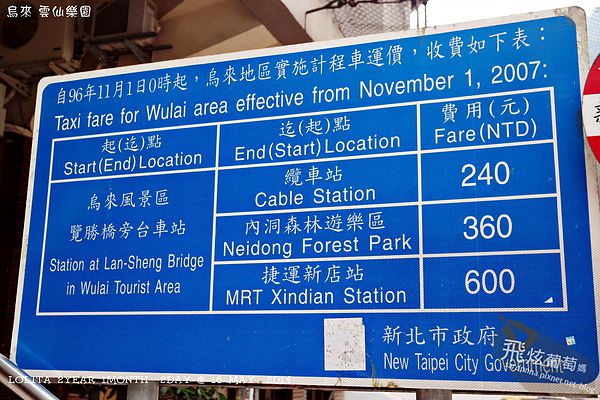 烏來 雲仙樂園
自96年11月1日0時起，烏來地區實施計程車運價，收費如下表：
Taxi fare for Wulai area effective from November 1, 2007:
起(迄)點
Start(End)Location
迄(起)點
End(Start) Location
費用(元)
Fare(NTD)
烏來風景區
覽勝橋旁台車站
Station at Lan-Sheng Bridge
in Wulai Tourist Area
纜車站
Cable Station
240
內洞森林遊樂區
Neidong Forest Park
360
捷運新店站
MRT Xindian Station
600
新北市政府
New Taipei City Government
飛炫葡萄媽
LOLITA 2YEAR 1MONTH